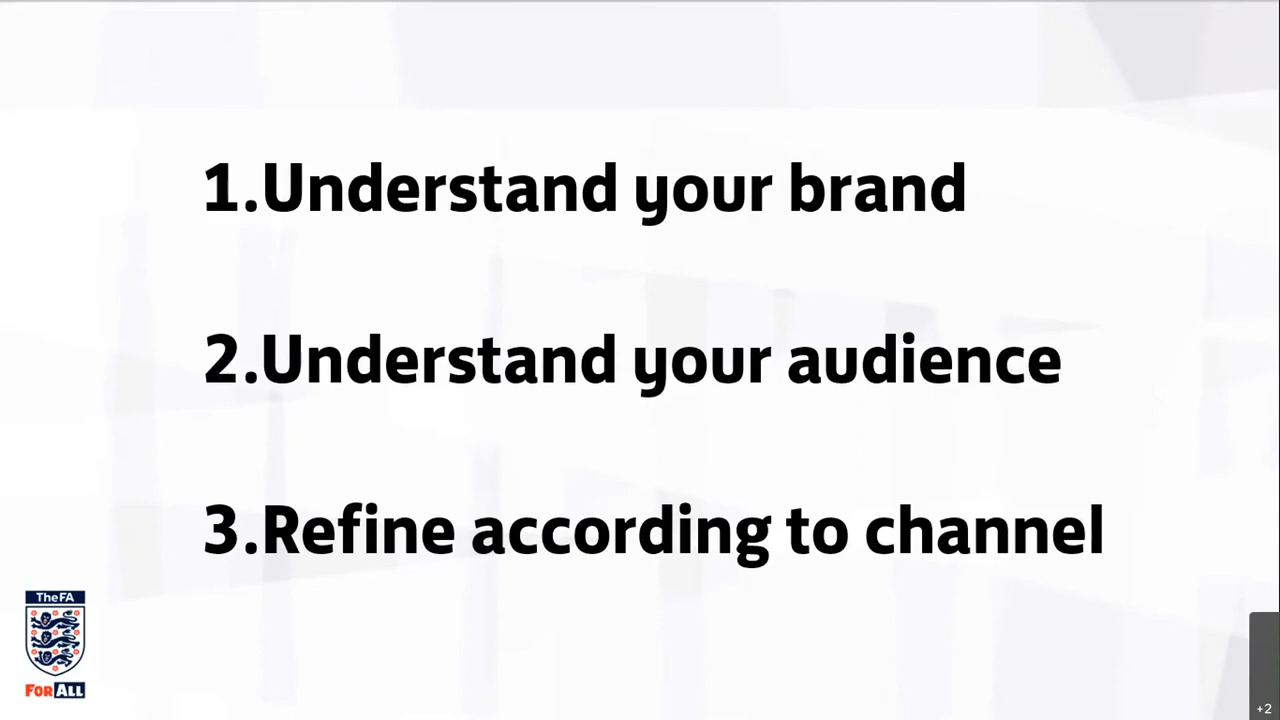 1.Understand your brand
2.Understand your audience
3.Refine according to channel
TheFA
FORALL
+2